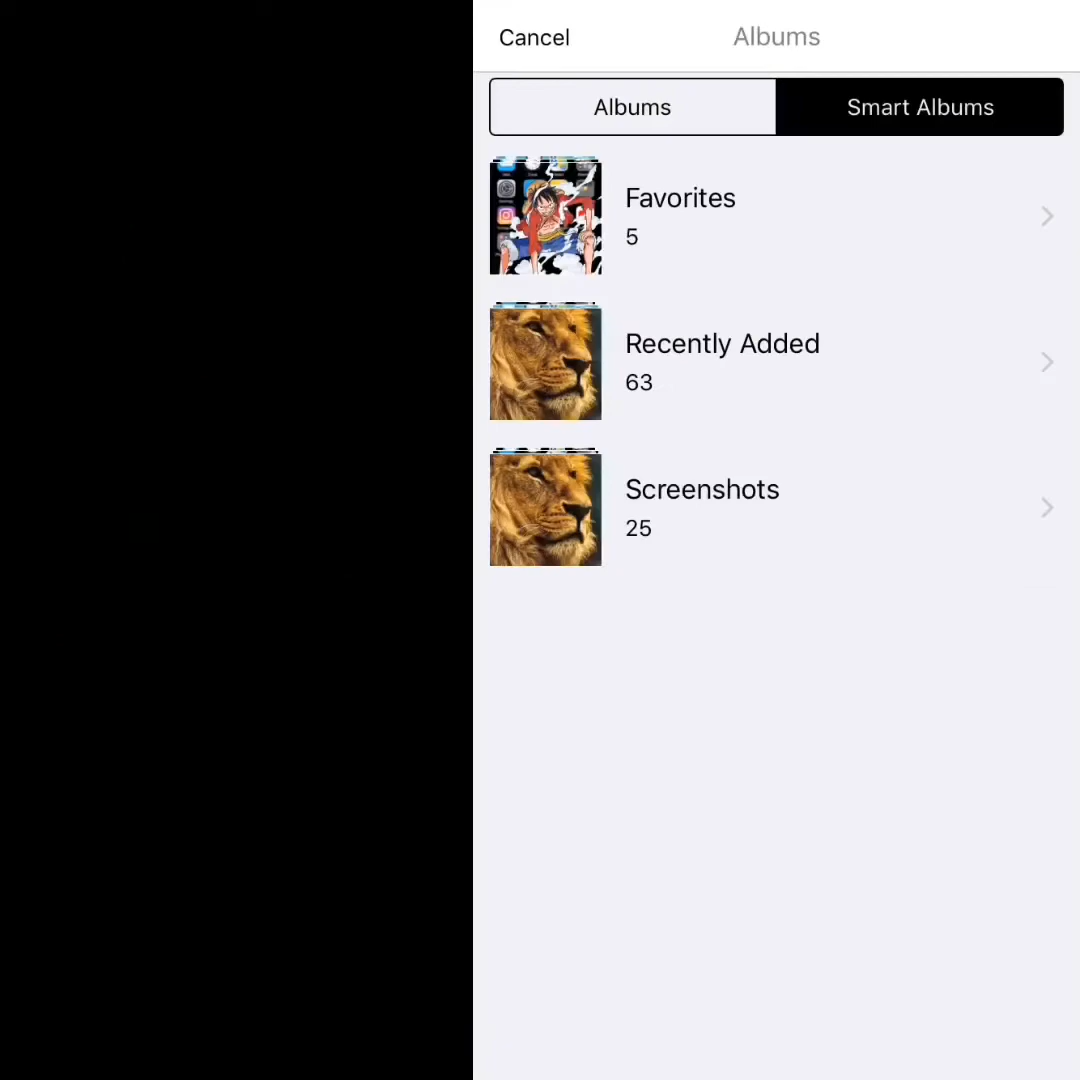 Cancel
Albums
Albums
Smart Albums
Favorites
5
Recently Added
63
Screenshots
25